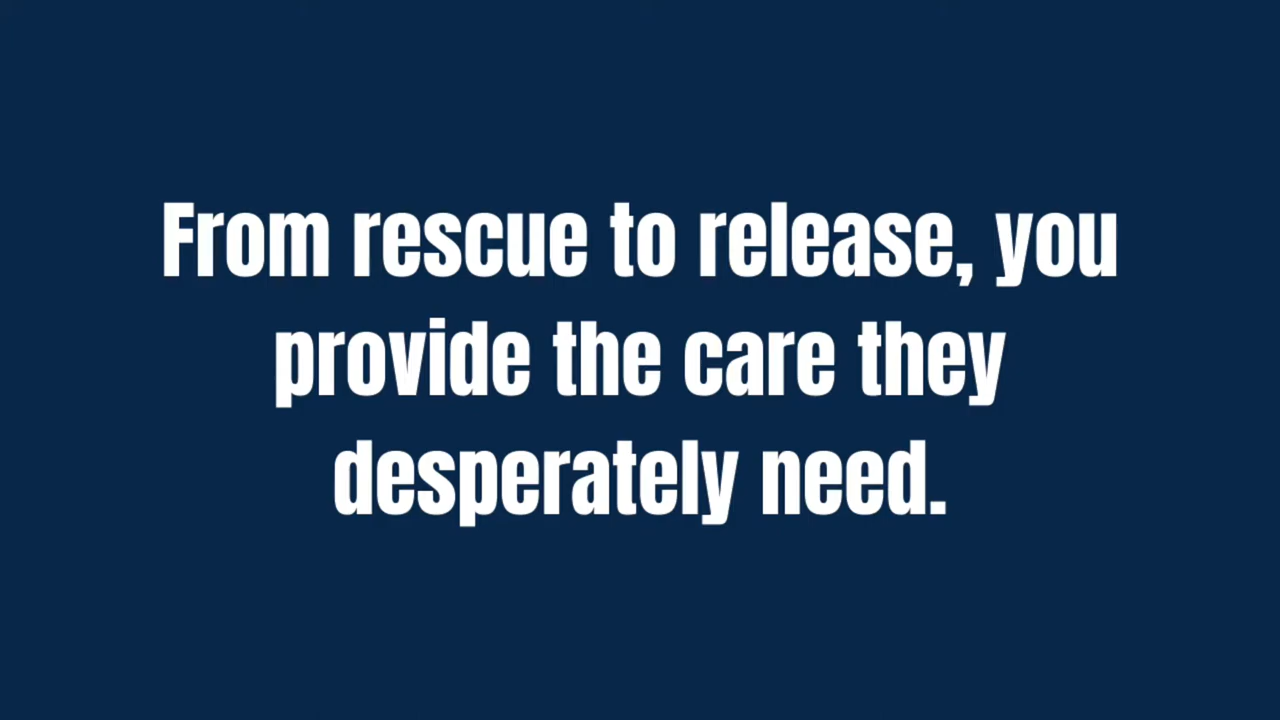 From rescue to release, you
provide the care they
desperately need.